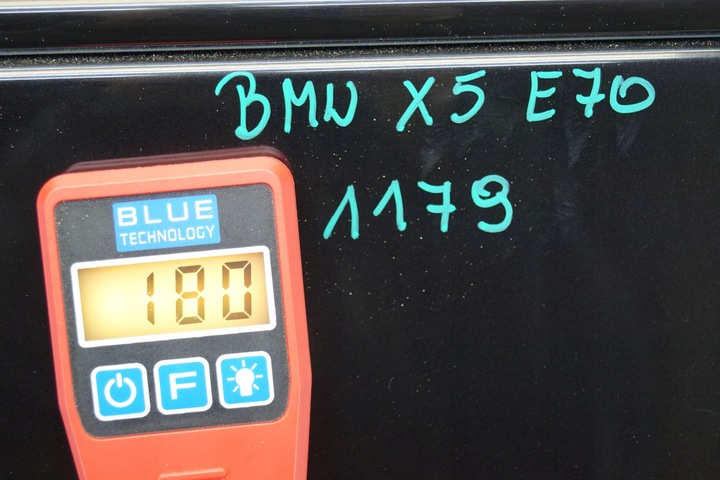 BMW X5 E70
1179
BLUE
TECHNOLOGY
180
F